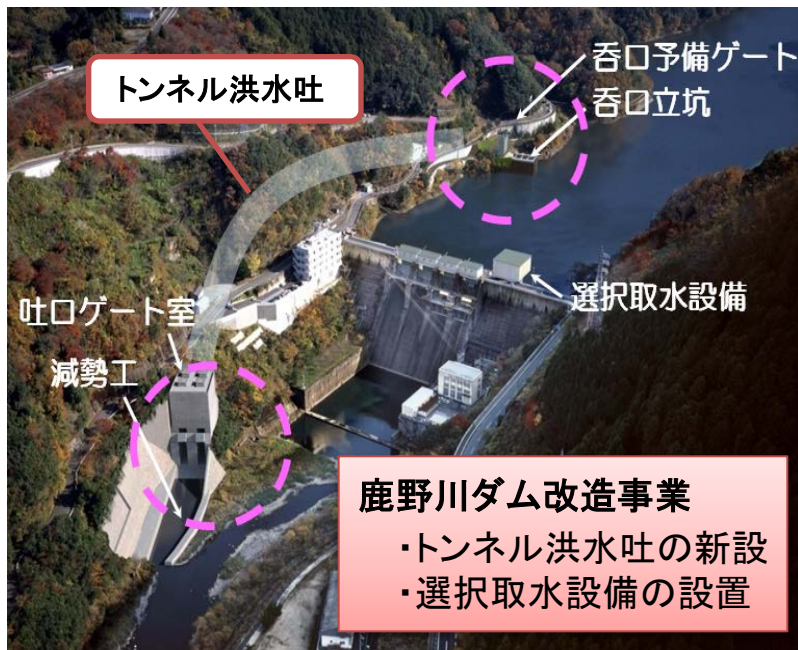 呑口予備ゲート
トンネル洪水吐
呑口立坑
選択取水設備
吐口ゲート室
減勢工
鹿野川ダム改造事業
・トンネル洪水吐の新設
・選択取水設備の設置